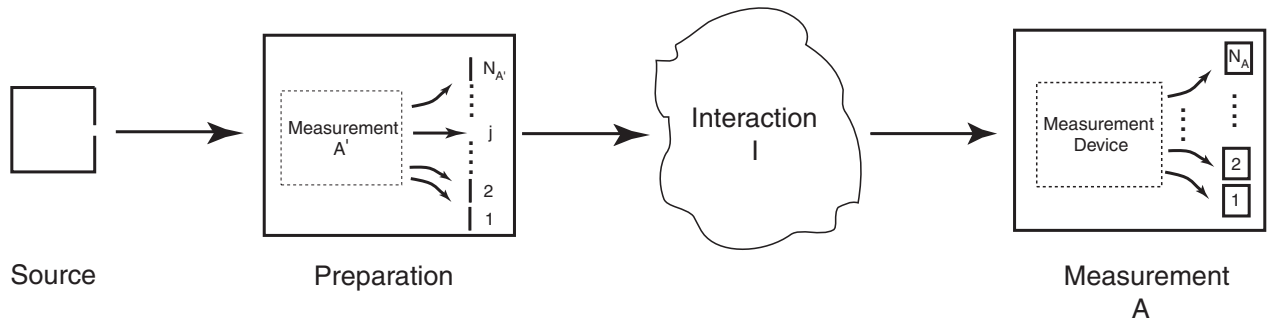 Source
Measurement
A'
N_A'
j
2
1
Preparation
Interaction
I
Measurement
Device
N_A
2
1
Measurement
A